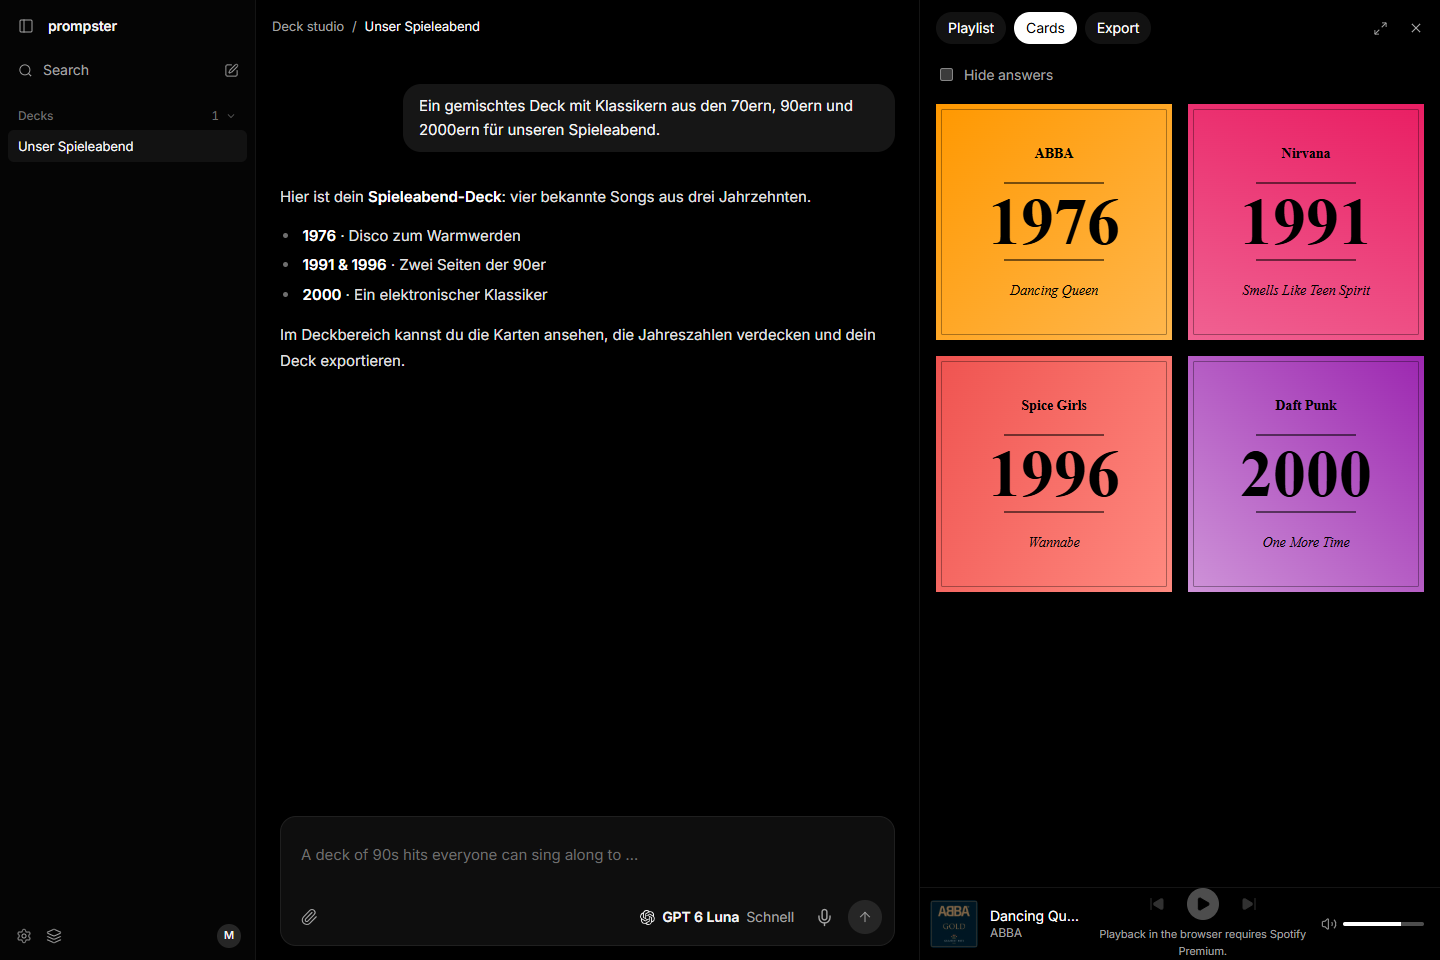 prompster
Search
Decks 1
Unser Spieleabend
M
Deck studio / Unser Spieleabend
Ein gemischtes Deck mit Klassikern aus den 70ern, 90ern und
2000ern für unseren Spieleabend.
Hier ist dein Spieleabend-Deck: vier bekannte Songs aus drei Jahrzehnten.
• 1976 · Disco zum Warmwerden
• 1991 & 1996 · Zwei Seiten der 90er
• 2000 · Ein elektronischer Klassiker
Im Deckbereich kannst du die Karten ansehen, die Jahreszahlen verdecken und dein
Deck exportieren.
A deck of 90s hits everyone can sing along to ...
GPT 6 Luna Schnell
Playlist Cards Export
Hide answers
ABBA
1976
Dancing Queen
Nirvana
1991
Smells Like Teen Spirit
Spice Girls
1996
Wannabe
Daft Punk
2000
One More Time
ABBA
GOLD
Dancing Qu...
ABBA
Playback in the browser requires Spotify
Premium.